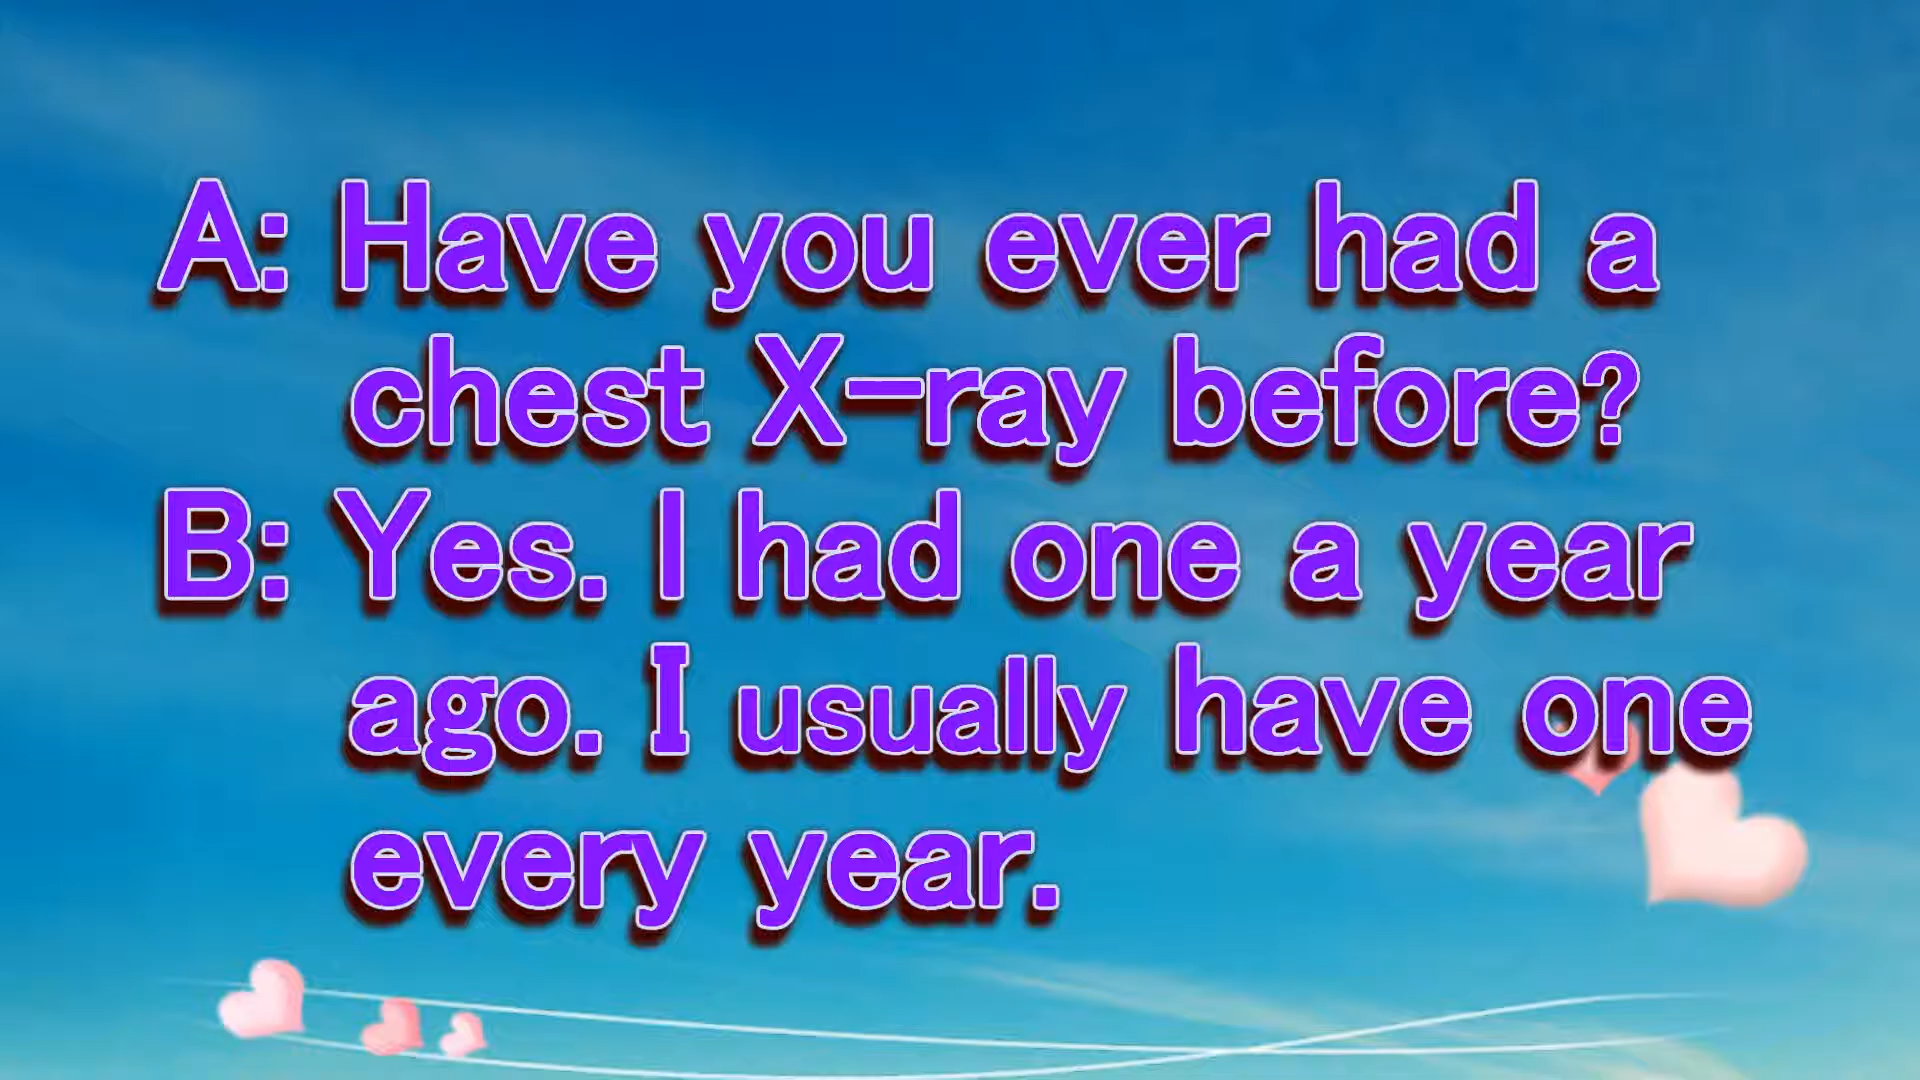 A: Have you ever had a
chest X-ray before?
B: Yes. I had one a year
ago. I usually have one
every year.